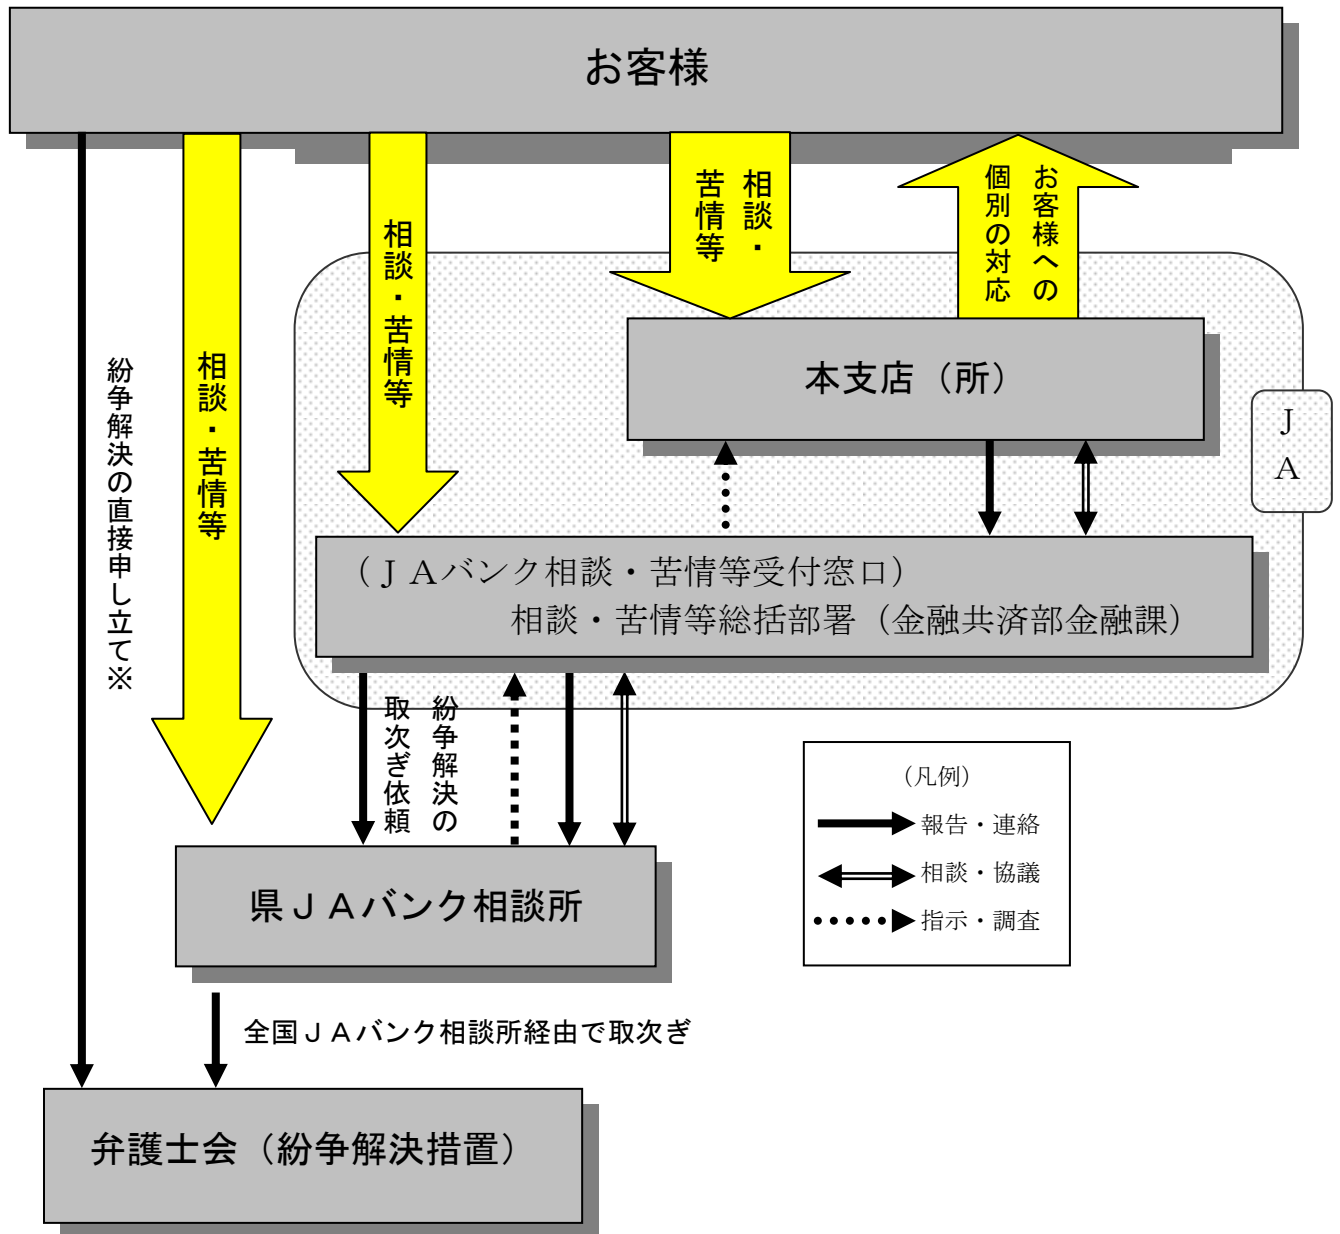 お客様
紛争解決の直接申し立て※
相談・苦情等
相談・苦情等
相談・
苦情等
お客様への
個別の対応
本支店（所）
ＪＡ
（ＪＡバンク相談・苦情等受付窓口）
相談・苦情等総括部署（金融共済部金融課）
紛争解決の
取次ぎ依頼
（凡例）
報告・連絡
相談・協議
指示・調査
県ＪＡバンク相談所
全国ＪＡバンク相談所経由で取次ぎ
弁護士会（紛争解決措置）